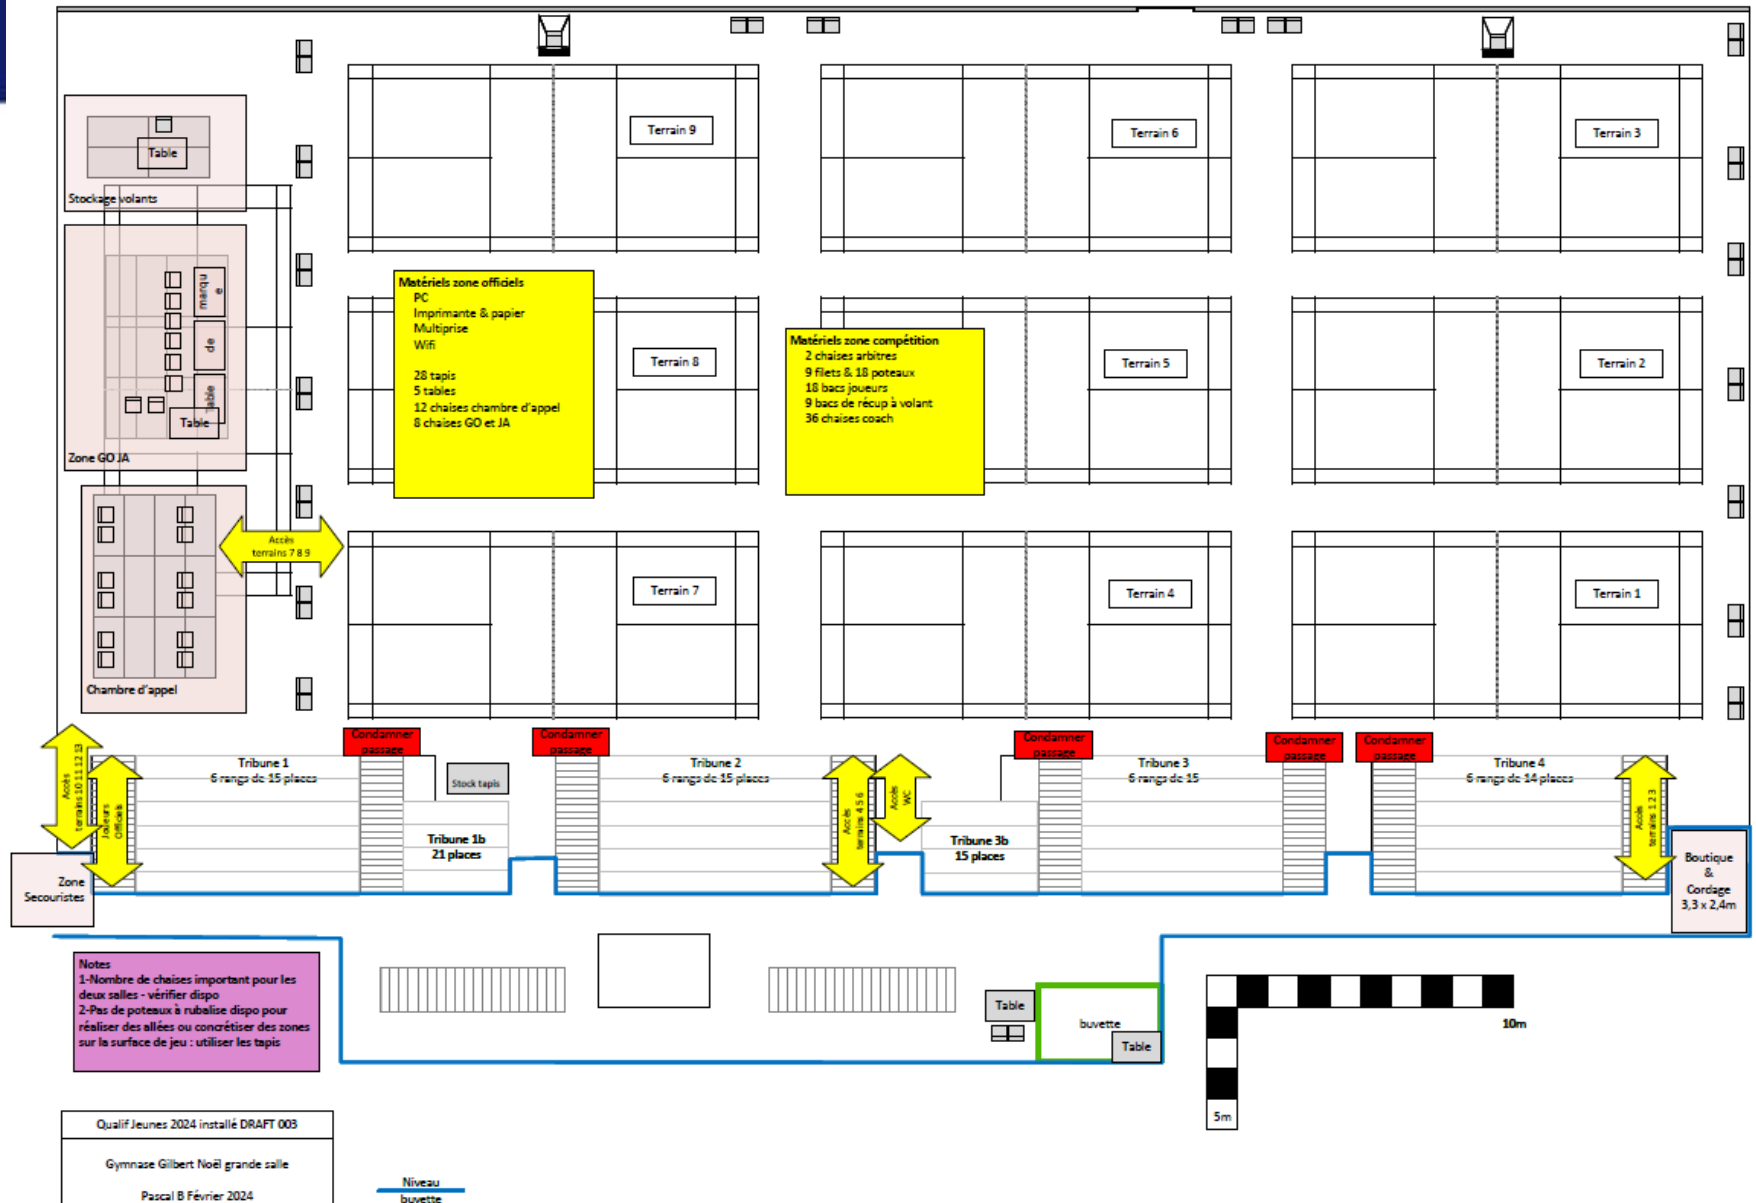 Terrain 9
Terrain 6
Terrain 3
Table
Stockage volants
marqu
e
de
Table
Table
Zone GO JA
Matériels zone officiels
PC
Imprimante & papier
Multiprise
Wifi
28 tapis
5 tables
12 chaises chambre d'appel
8 chaises GO et JA
Terrain 8
Matériels zone compétition
2 chaises arbitres
9 filets & 18 poteaux
18 bacs joueurs
9 bacs de récup à volant
36 chaises coach
Terrain 5
Terrain 2
Accès
terrains 7 8 9
Chambre d'appel
Terrain 7
Terrain 4
Terrain 1
Accès
terrains 10 11 12 13
Joueurs
Officiels
Tribune 1
6 rangs de 15 places
Condamner
passage
Stock tapis
Tribune 1b
21 places
Condamner
passage
Tribune 2
6 rangs de 15 places
Accès
terrains 4 5 6
Accès
WC
Tribune 3b
15 places
Condamner
passage
Tribune 3
6 rangs de 15
Condamner
passage
Condamner
passage
Tribune 4
6 rangs de 14 places
Accès
terrains 1 2 3
Zone
Secouristes
Boutique
&
Cordage
3,3 x 2,4m
Notes
1-Nombre de chaises important pour les
deux salles - vérifier dispo
2-Pas de poteaux à rubalise dispo pour
réaliser des allées ou concrétiser des zones
sur la surface de jeu : utiliser les tapis
Table
buvette
Table
10m
5m
Qualif Jeunes 2024 installé DRAFT 003
Gymnase Gilbert Noël grande salle
Pascal B Février 2024
Niveau
buvette